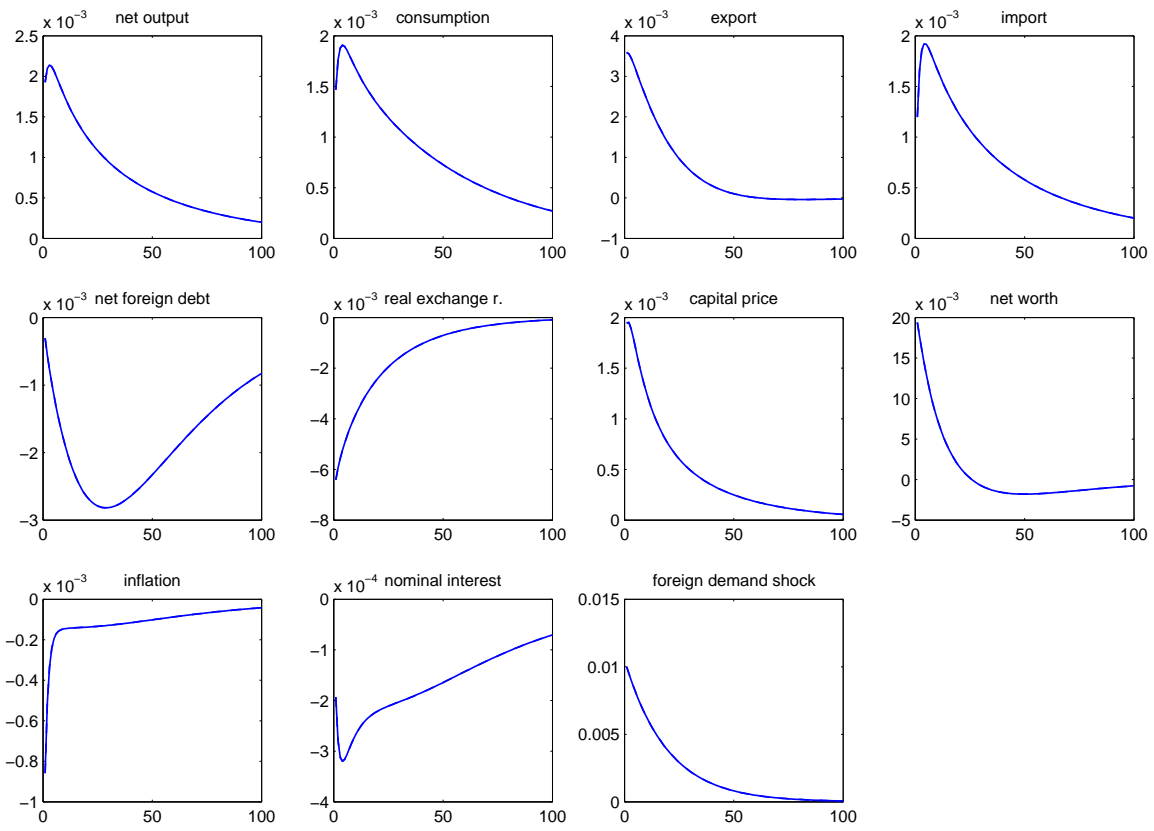 net output
x 10⁻³
2.5
2
1.5
1
0.5
0
0 50 100
consumption
x 10⁻³
2
1.5
1
0.5
0
0 50 100
export
x 10⁻³
4
3
2
1
0
−1
0 50 100
import
x 10⁻³
2
1.5
1
0.5
0
0 50 100
net foreign debt
x 10⁻³
0
−1
−2
−3
0 50 100
real exchange r.
x 10⁻³
0
−2
−4
−6
−8
0 50 100
capital price
x 10⁻³
2
1.5
1
0.5
0
0 50 100
net worth
x 10⁻³
20
15
10
5
0
−5
0 50 100
inflation
x 10⁻³
0
−0.2
−0.4
−0.6
−0.8
−1
0 50 100
nominal interest
x 10⁻⁴
0
−1
−2
−3
−4
0 50 100
foreign demand shock
0.015
0.01
0.005
0
0 50 100